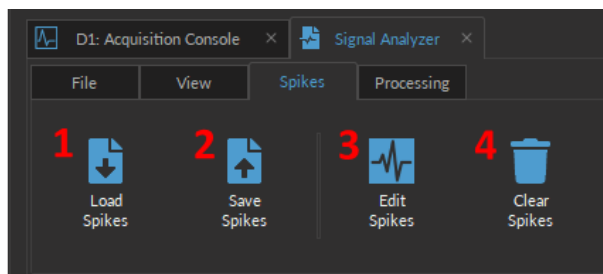 D1: Acquisition Console × Signal Analyzer ×
File View Spikes Processing
1 2 3 4
Load Save Edit Clear
Spikes Spikes Spikes Spikes